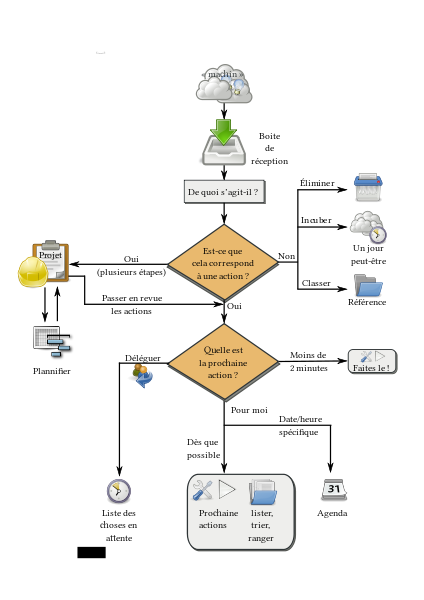 « machin »
Boite
de
réception
De quoi s'agit-il ?
Éliminer
Incuber
Un jour
peut-être
Classer
Référence
Non
Est-ce que
cela correspond
à une action ?
Oui
(plusieurs étapes)
Projet
Passer en revue
les actions
Oui
Plannifier
Quelle est
la prochaine
action ?
Moins de
2 minutes
Faites le !
Déléguer
Pour moi
Date/heure
spécifique
Dès que
possible
Liste des
choses en
attente
Prochaine
actions
lister,
trier,
ranger
31
Agenda